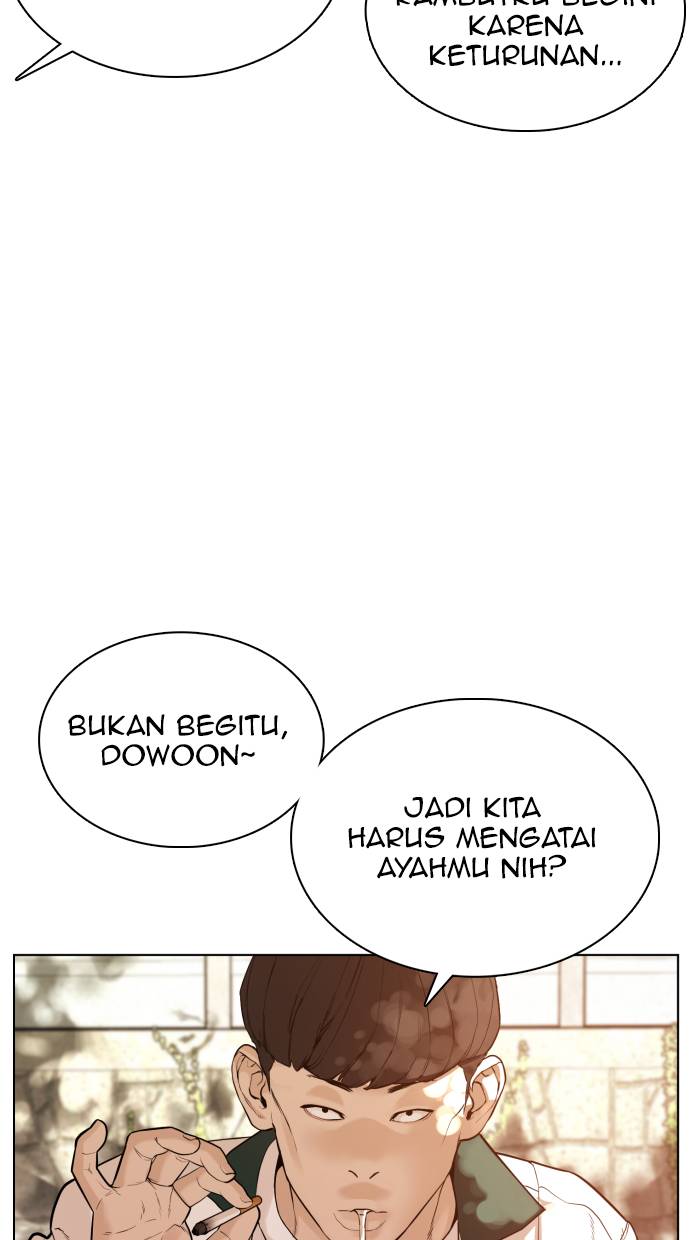 KARENA
KETURUNAN...
BUKAN BEGITU,
DOWOON~
JADI KITA
HARUS MENGATAI
AYAHMU NIH?